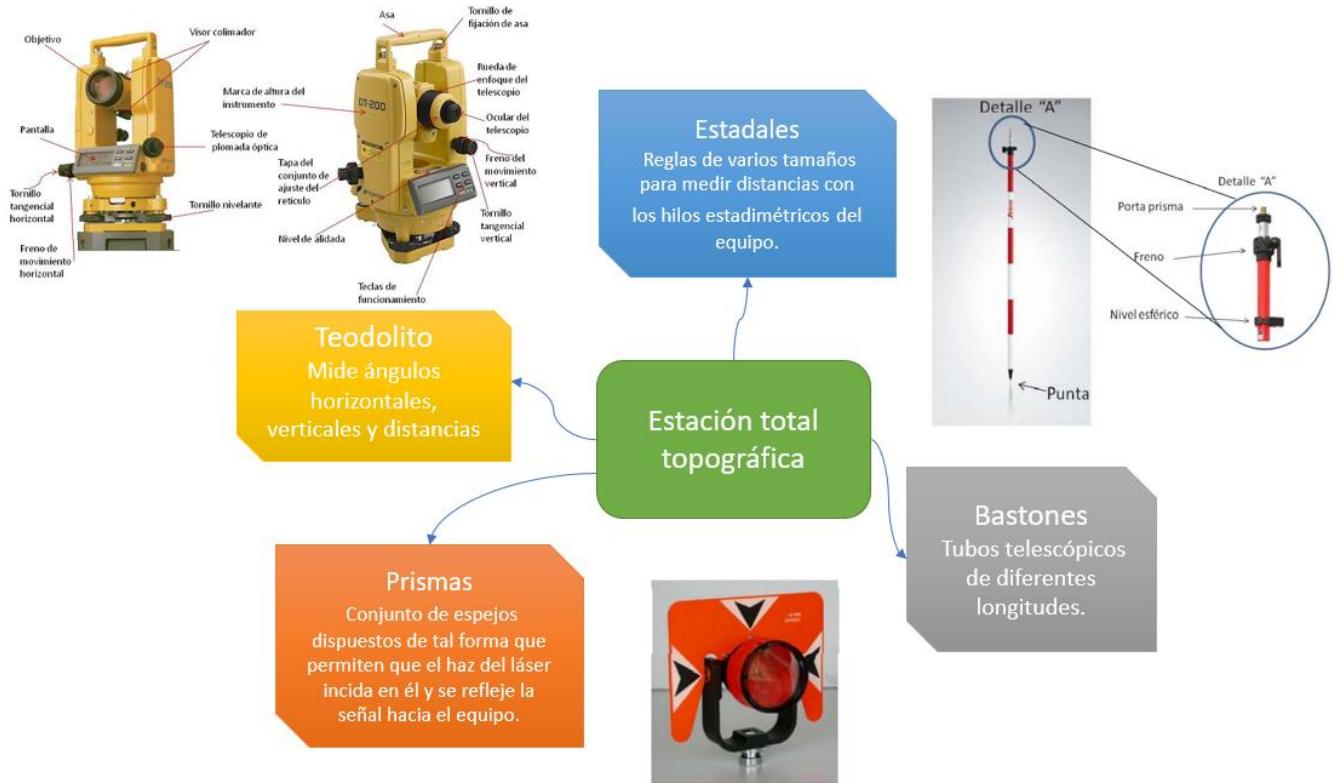 Objetivo
Visor colimador
Pantalla
Telescopio de
plomada óptica
Tornillo
tangencial
horizontal
Tornillo nivelante
Freno de
movimiento
horizontal
Asa
Tornillo de
fijación de asa
Marca de altura del
instrumento
Rueda de
enfoque del
telescopio
DT-200
Ocular del
telescopio
Tapa del
conjunto de
ajuste del
retículo
Freno del
movimiento
vertical
Nivel de alidada
Tornillo
tangencial
vertical
Teclas de
funcionamiento
Estadales
Reglas de varios tamaños
para medir distancias con
los hilos estadimétricos del
equipo.
Detalle "A"
Detalle "A"
Porta prisma
Freno
Nivel esférico
Punta
Teodolito
Mide ángulos
horizontales,
verticales y distancias
Estación total
topográfica
Prismas
Conjunto de espejos
dispuestos de tal forma que
permiten que el haz del láser
incida en él y se refleje la
señal hacia el equipo.
Bastones
Tubos telescópicos
de diferentes
longitudes.